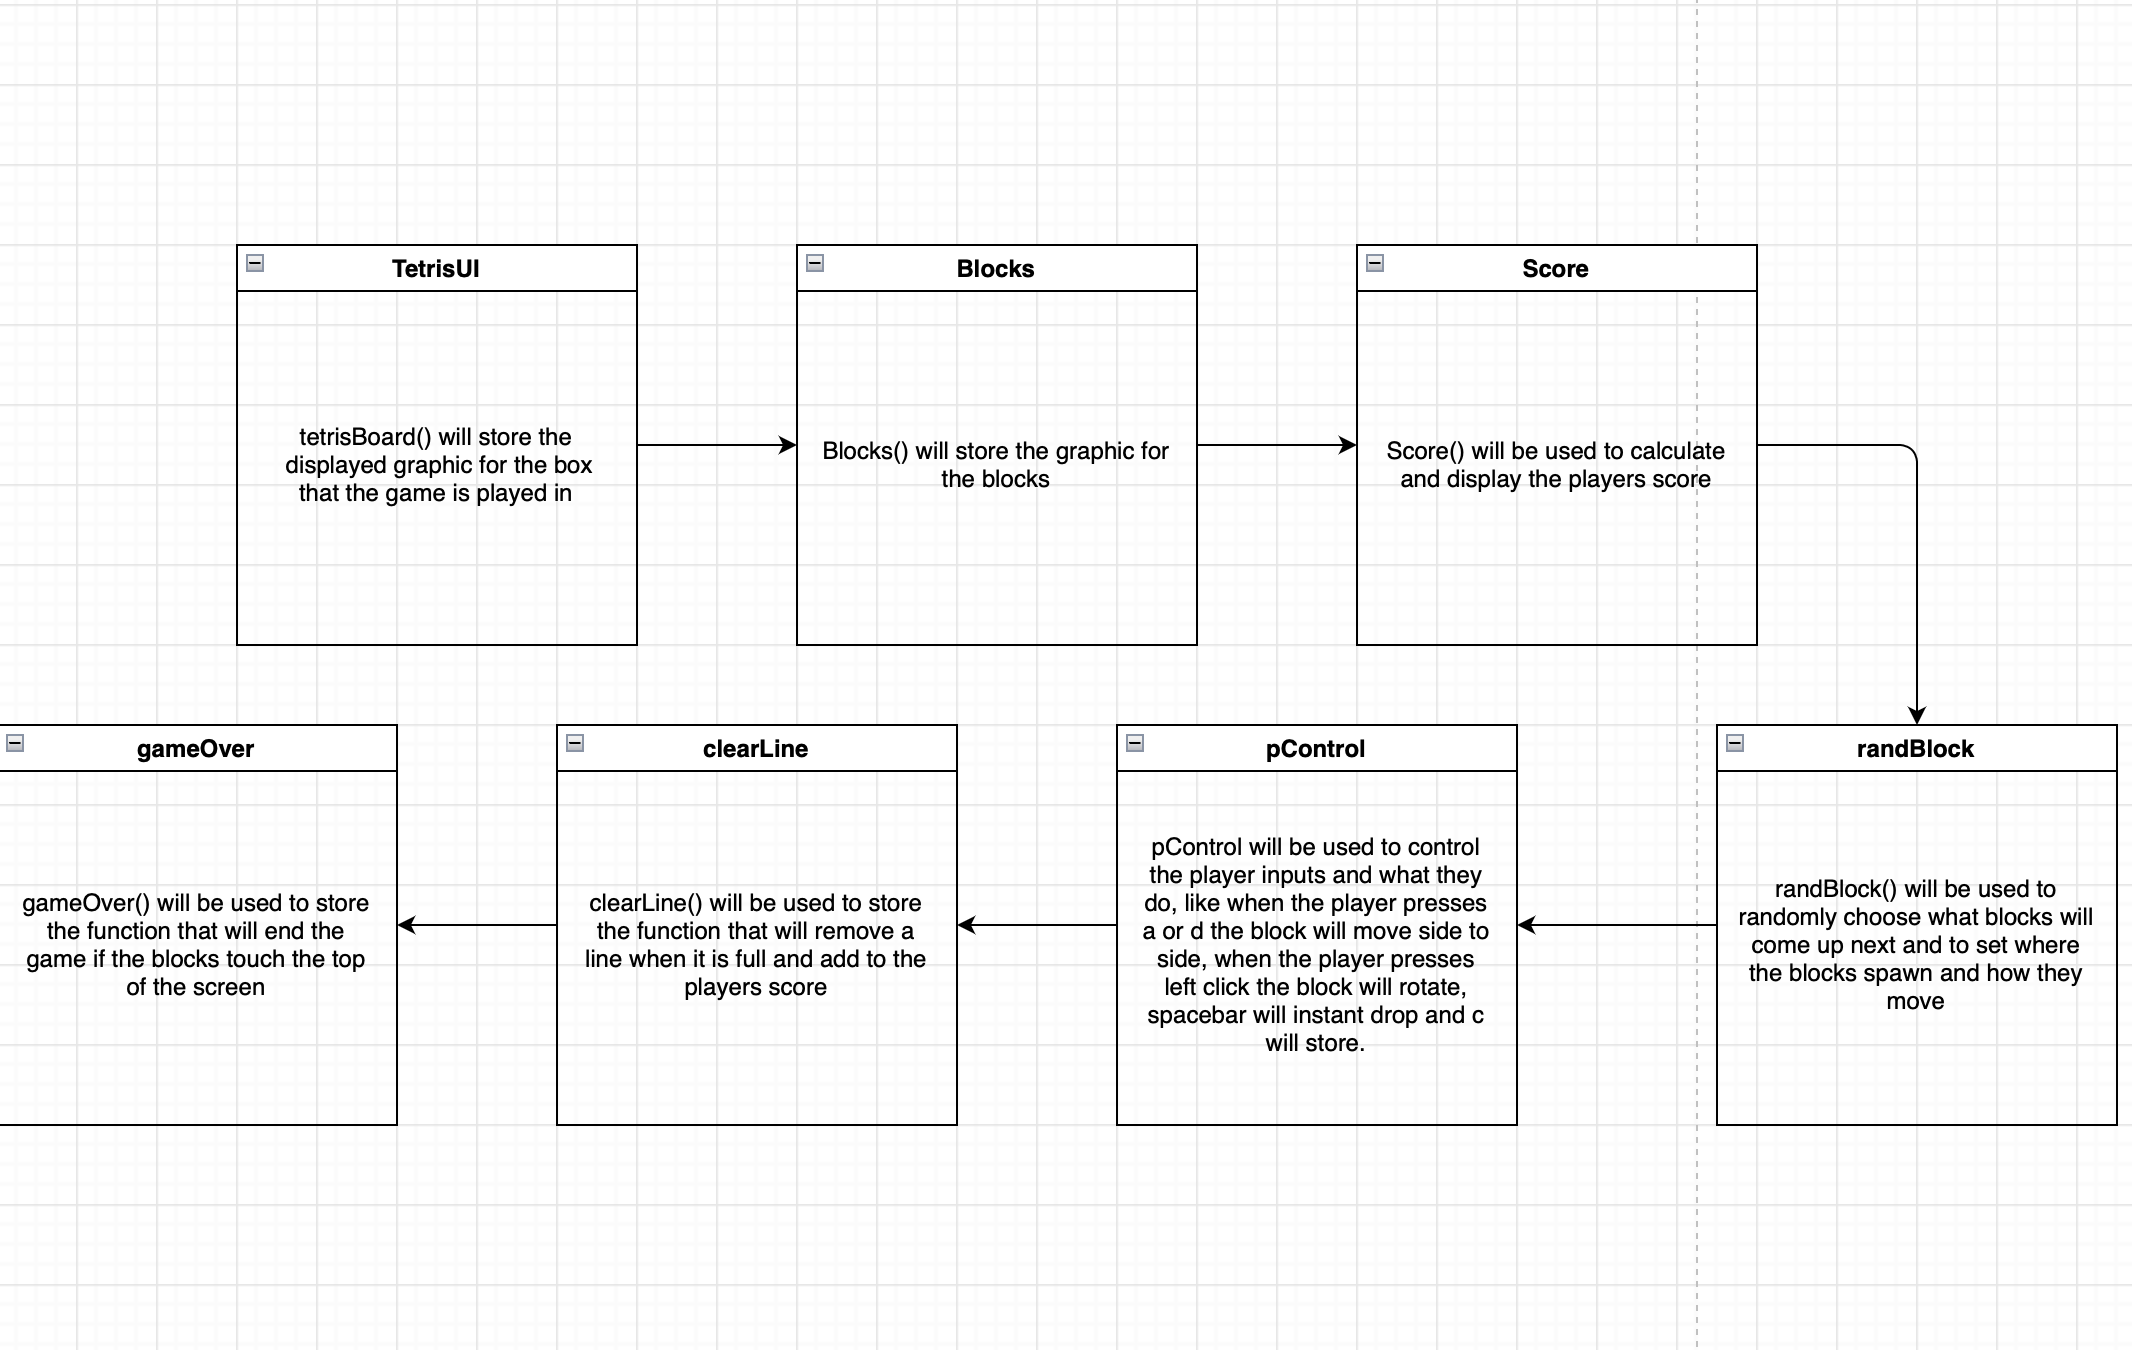 TetrisUI
tetrisBoard() will store the
displayed graphic for the box
that the game is played in
Blocks
Blocks() will store the graphic for
the blocks
Score
Score() will be used to calculate
and display the players score
gameOver
gameOver() will be used to store
the function that will end the
game if the blocks touch the top
of the screen
clearLine
clearLine() will be used to store
the function that will remove a
line when it is full and add to the
players score
pControl
pControl will be used to control
the player inputs and what they
do, like when the player presses
a or d the block will move side to
side, when the player presses
left click the block will rotate,
spacebar will instant drop and c
will store.
randBlock
randBlock() will be used to
randomly choose what blocks will
come up next and to set where
the blocks spawn and how they
move